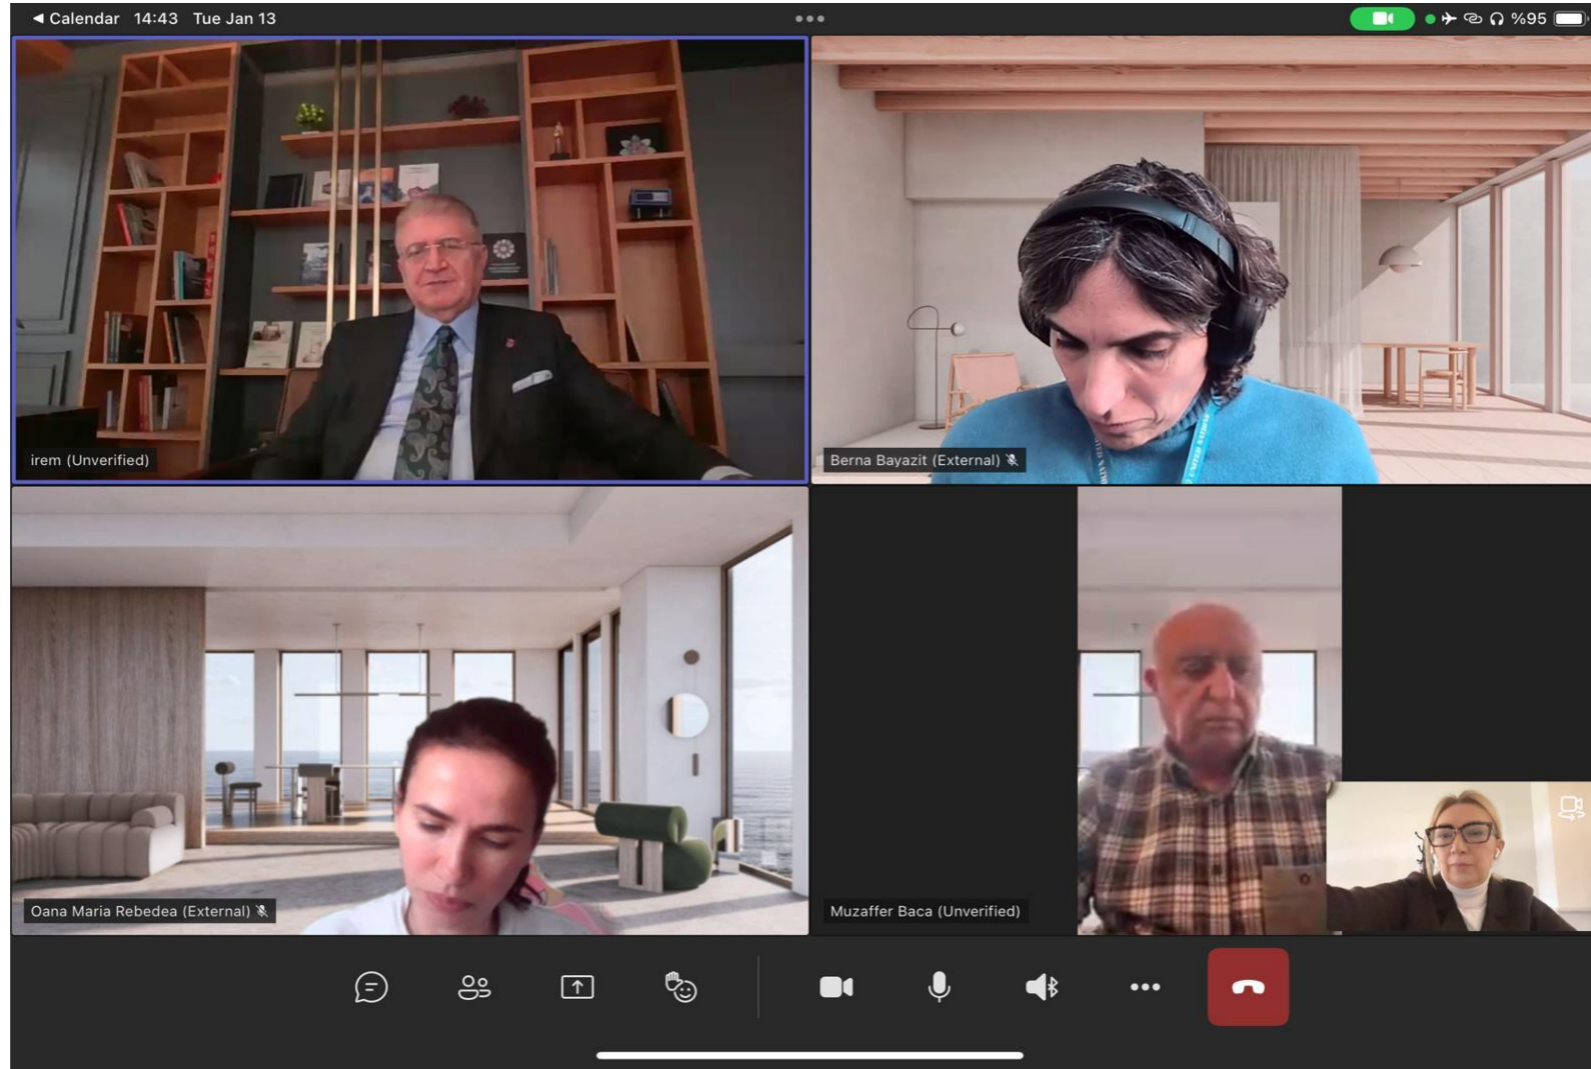 ◀ Calendar 14:43 Tue Jan 13
%95
irem (Unverified)
Berna Bayazit (External)
Oana Maria Rebedea (External)
Muzaffer Baca (Unverified)